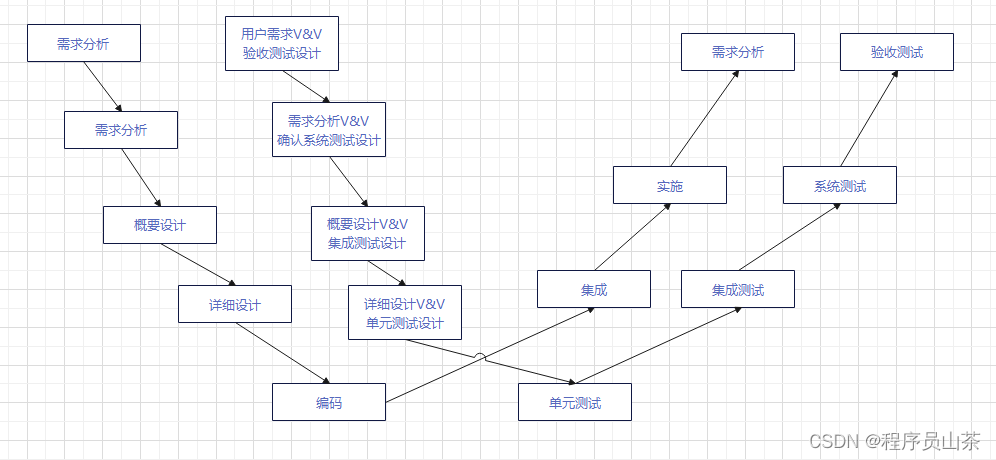 需求分析
用户需求V&V
验收测试设计
需求分析
验收测试
需求分析
需求分析V&V
确认系统测试设计
实施
系统测试
概要设计
概要设计V&V
集成测试设计
集成
集成测试
详细设计
详细设计V&V
单元测试设计
编码
单元测试
CSDN @程序员山茶